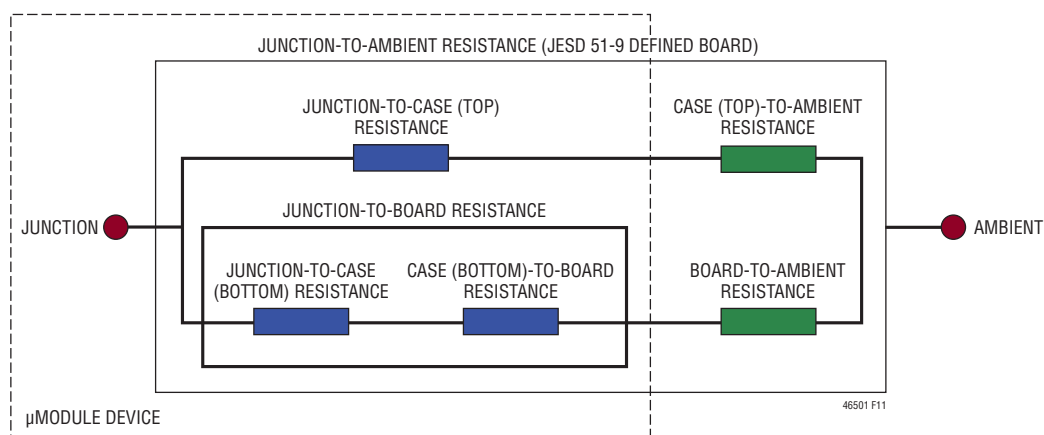 JUNCTION-TO-AMBIENT RESISTANCE (JESD 51-9 DEFINED BOARD)
JUNCTION-TO-CASE (TOP)
RESISTANCE
CASE (TOP)-TO-AMBIENT
RESISTANCE
JUNCTION-TO-BOARD RESISTANCE
JUNCTION
AMBIENT
JUNCTION-TO-CASE
(BOTTOM) RESISTANCE
CASE (BOTTOM)-TO-BOARD
RESISTANCE
BOARD-TO-AMBIENT
RESISTANCE
46501 F11
µMODULE DEVICE